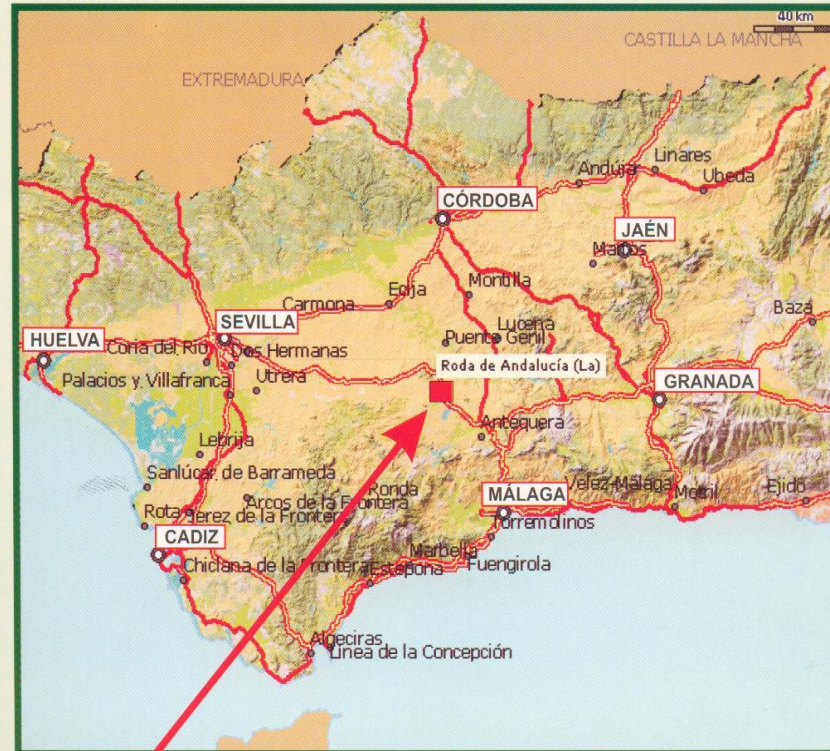 40 km
CASTILLA LA MANCHA
EXTREMADURA
Linares
Andújar
Ubeda
CÓRDOBA
JAÉN
Martos
Ecija
Montilla
Carmona
Baza
SEVILLA
Lucena
HUELVA
Puente Genil
Coria del Rio
Dos Hermanas
Roda de Andalucía (La)
Palacios y Villafranca
Utrera
GRANADA
Antequera
Lebrija
Sanlúcar de Barrameda
Ronda
Velez-Málaga
Motril
Ejido
Arcos de la Frontera
MÁLAGA
Rota
Jerez de la Frontera
Torremolinos
CADIZ
Marbella
Chiclana de la Frontera
Estepona
Fuengirola
Algeciras
Linea de la Concepción